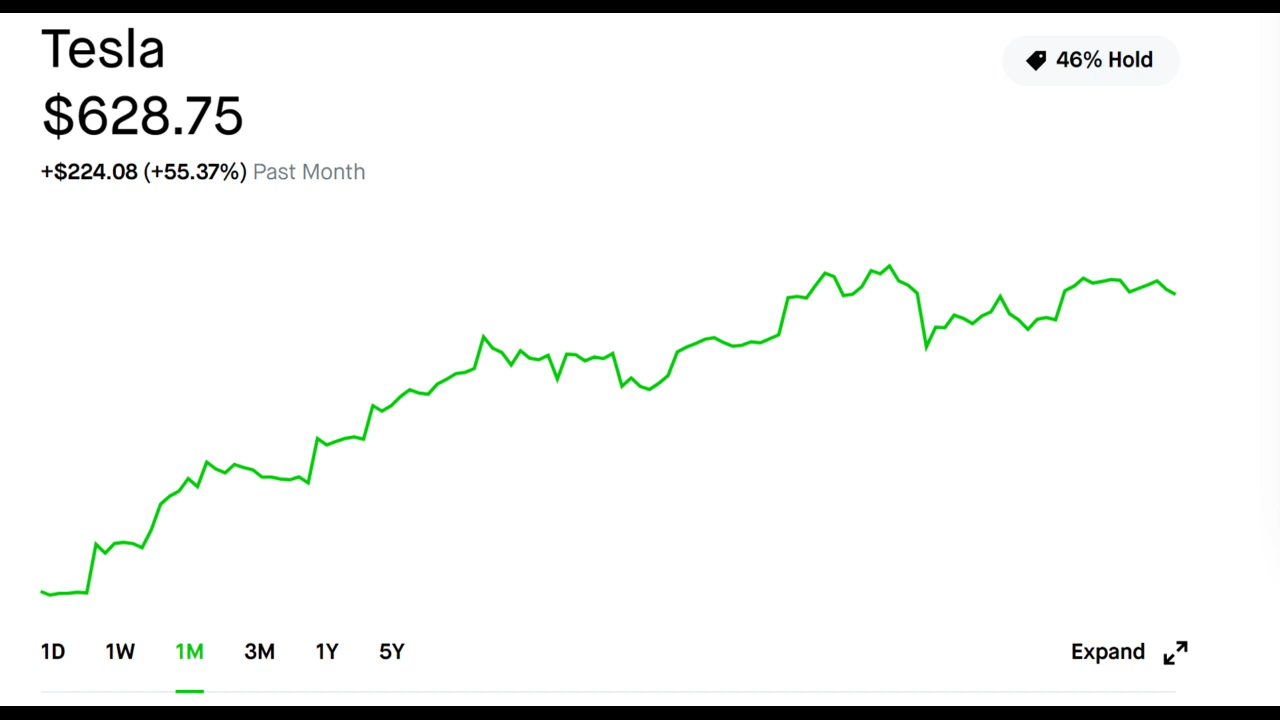 Tesla
46% Hold
$628.75
+$224.08 (+55.37%) Past Month
1D 1W 1M 3M 1Y 5Y Expand